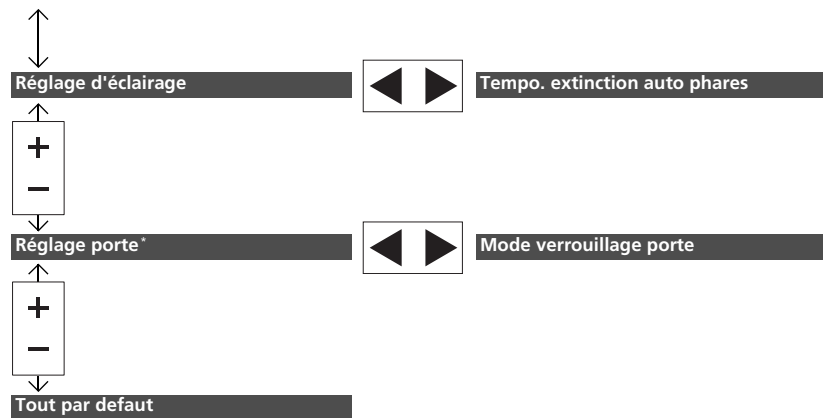 Réglage d'éclairage
Tempo. extinction auto phares
+
−
Réglage porte*
Mode verrouillage porte
+
−
Tout par defaut